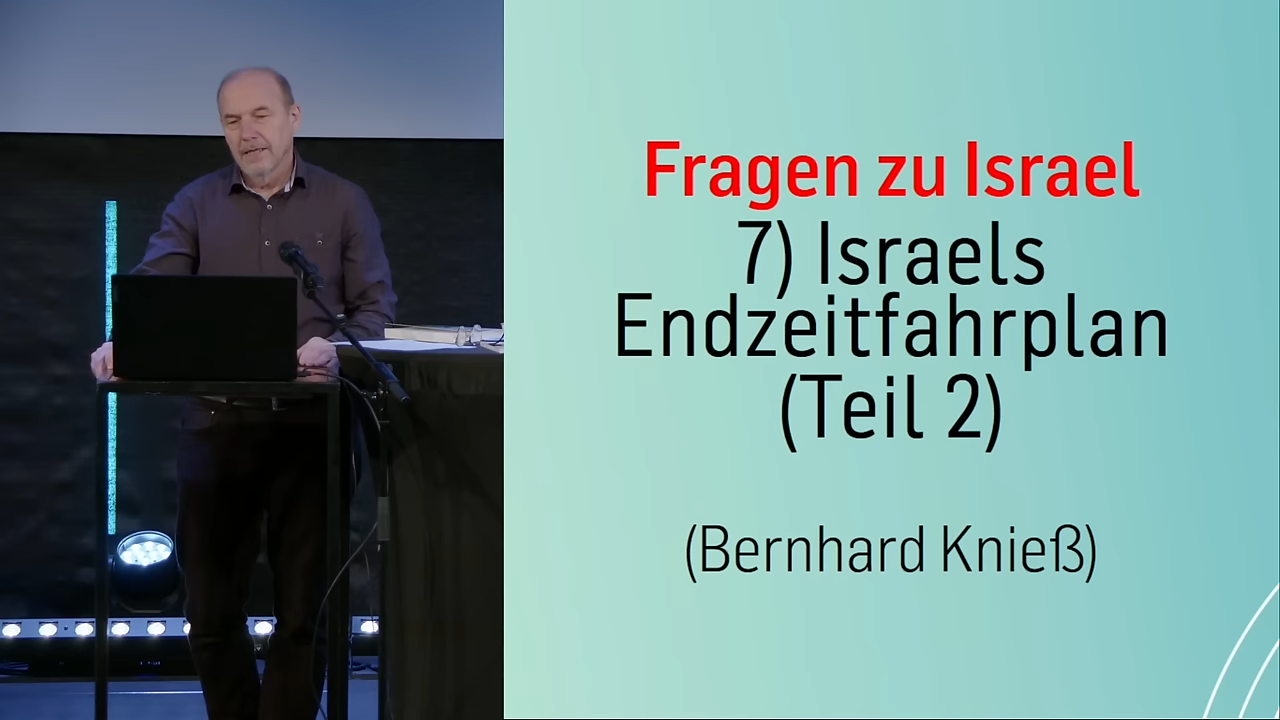 Fragen zu Israel
7) Israels
Endzeitfahrplan
(Teil 2)
(Bernhard Knieß)